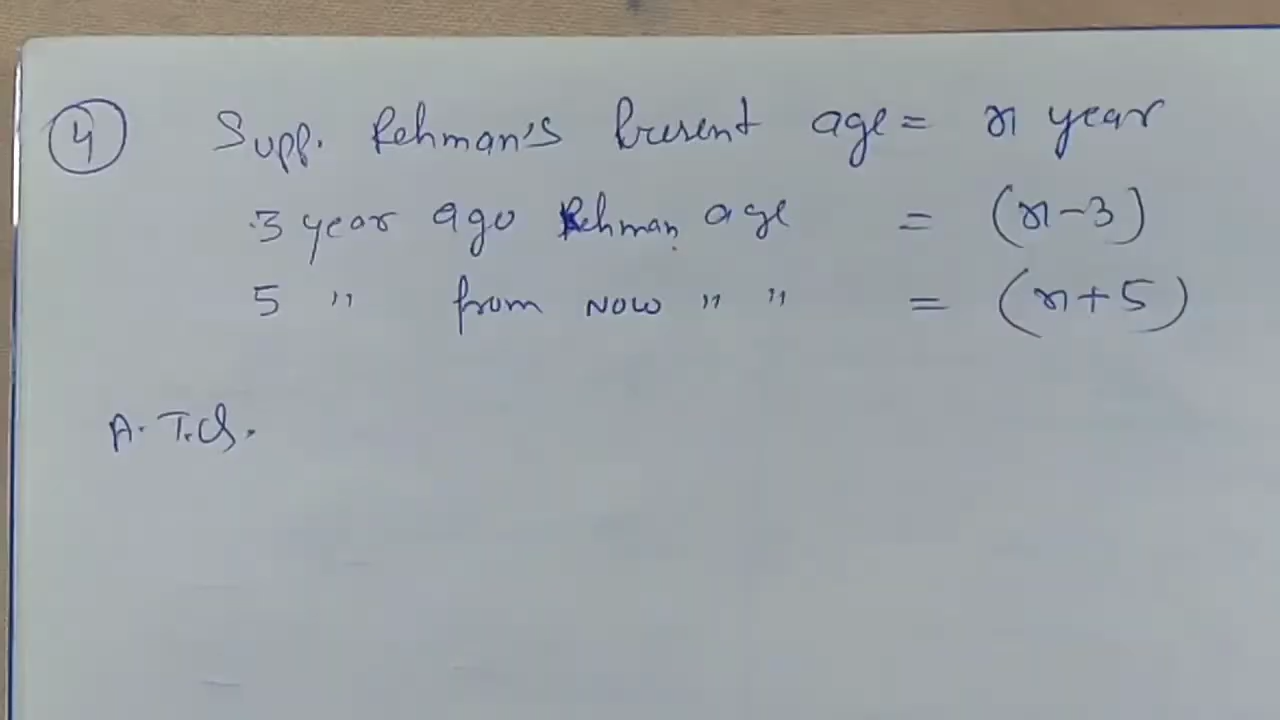 4 Supp. Rehman's Present age = x year
3 year ago Rehman age = (x-3)
5 " from now " " = (x+5)
A.T.Q.